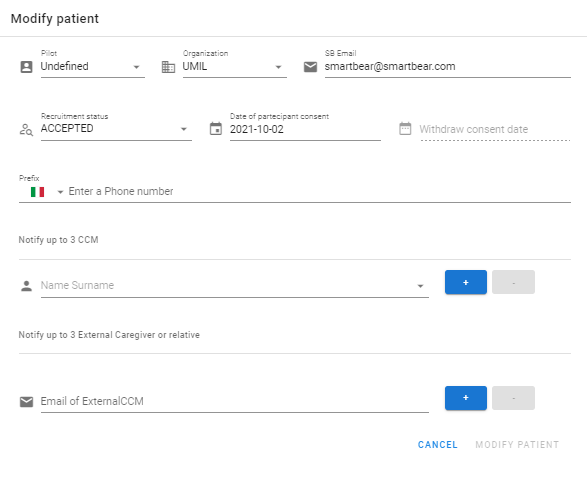 Modify patient
Pilot Organization SB Email
Undefined UMIL smartbear@smartbear.com
Recruitment status Date of partecipant consent
ACCEPTED 2021-10-02 Withdraw consent date
Prefix
Enter a Phone number
Notify up to 3 CCM
Name Surname + -
Notify up to 3 External Caregiver or relative
Email of ExternalCCM + -
CANCEL MODIFY PATIENT